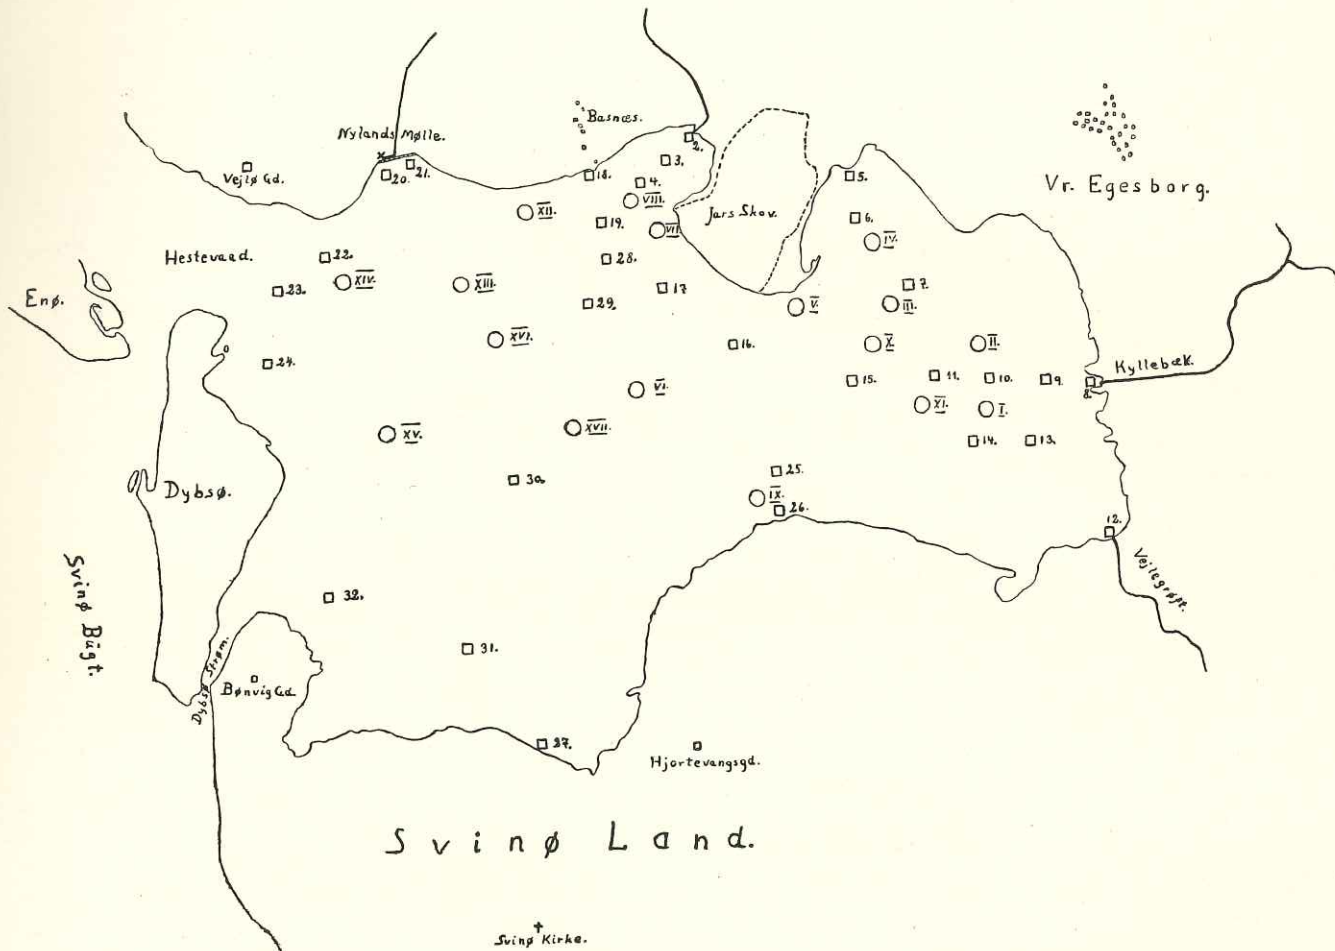 Nylands Mølle.
Basnæs.
2.
3.
21.
20.
18.
4.
5.
Vejlø Gd.
Vr. Egesborg.
VIII.
XII.
Jars Skov.
19.
6.
VII
IV.
Hestevaad.
22.
28.
XIV.
XIII.
17
7.
23.
Enø.
29.
V.
III.
XVI.
16.
X.
II.
24.
Kyllebæk.
15.
11.
10.
9.
8.
VI.
XI.
I.
XV.
XVII.
14.
13.
25.
30.
Dybsø.
IX.
26.
12.
Vejlegrøft.
Svinø Bügt.
32.
31.
Dybsø Strøm.
Bønvig Gd
27.
Hjortevangsgd.
Svinø Land.
Svinø Kirke.